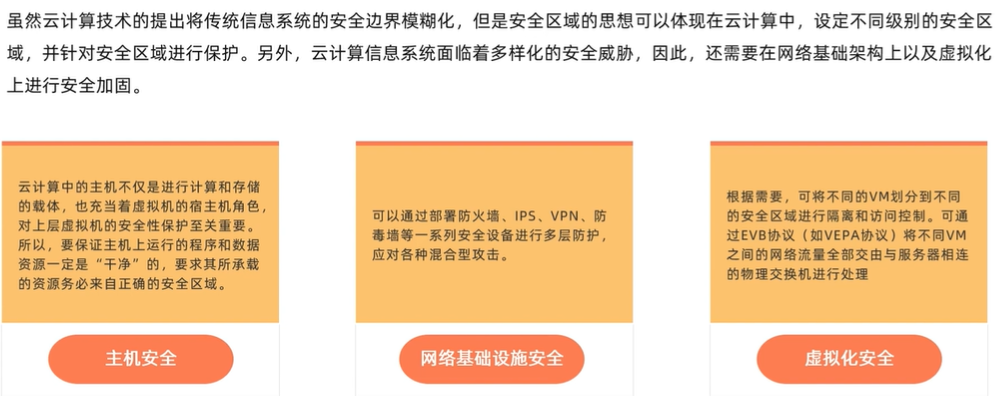 虽然云计算技术的提出将传统信息系统的安全边界模糊化，但是安全区域的思想可以体现在云计算中，设定不同级别的安全区
域，并针对安全区域进行保护。另外，云计算信息系统面临着多样化的安全威胁，因此，还需要在网络基础架构上以及虚拟化
上进行安全加固。
云计算中的主机不仅是进行计算和存储
的载体，也充当着虚拟机的宿主机角色，
对上层虚拟机的安全性保护至关重要。
所以，要保证主机上运行的程序和数据
资源一定是“干净”的，要求其所承载
的资源务必来自正确的安全区域。
主机安全
可以通过部署防火墙、IPS、VPN、防
毒墙等一系列安全设备进行多层防护，
应对各种混合型攻击。
网络基础设施安全
根据需要，可将不同的VM划分到不同
的安全区域进行隔离和访问控制。可通
过EVB协议（如VEPA协议）将不同VM
之间的网络流量全部交由与服务器相连
的物理交换机进行处理
虚拟化安全